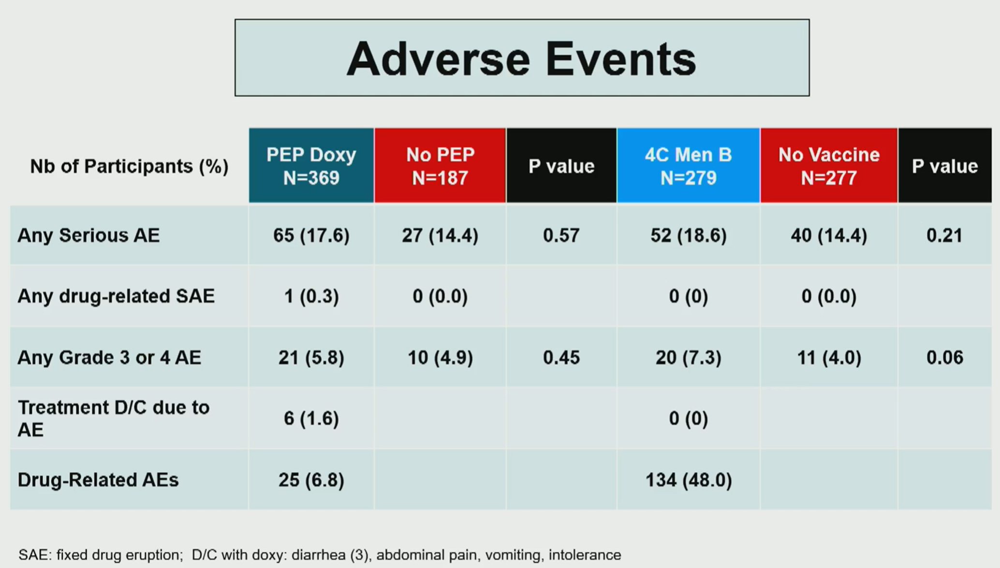 Adverse Events
Nb of Participants (%)
PEP Doxy
N=369
No PEP
N=187
P value
4C Men B
N=279
No Vaccine
N=277
P value
Any Serious AE 65 (17.6) 27 (14.4) 0.57 52 (18.6) 40 (14.4) 0.21
Any drug-related SAE 1 (0.3) 0 (0.0) 0 (0) 0 (0.0)
Any Grade 3 or 4 AE 21 (5.8) 10 (4.9) 0.45 20 (7.3) 11 (4.0) 0.06
Treatment D/C due to
AE
6 (1.6) 0 (0)
Drug-Related AEs 25 (6.8) 134 (48.0)
SAE: fixed drug eruption; D/C with doxy: diarrhea (3), abdominal pain, vomiting, intolerance